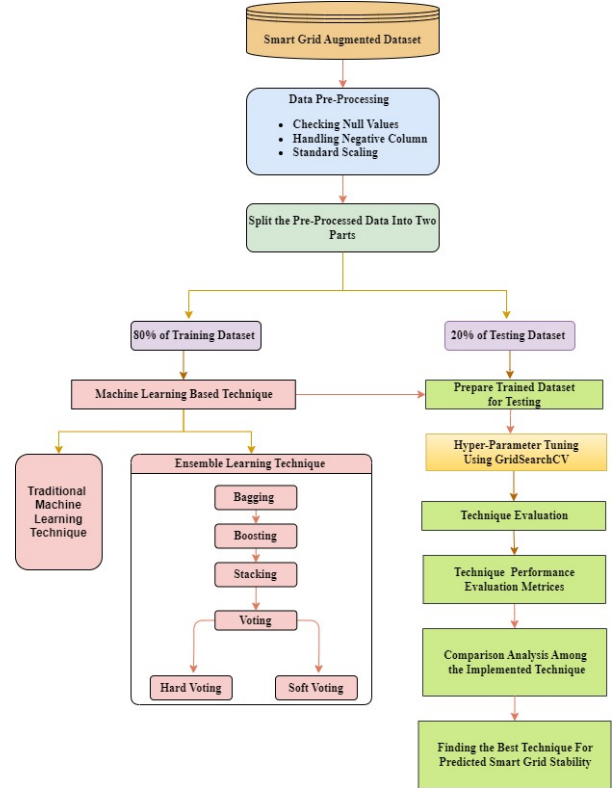 Smart Grid Augmented Dataset
Data Pre-Processing
• Checking Null Values
• Handling Negative Column
• Standard Scaling
Split the Pre-Processed Data Into Two
Parts
80% of Training Dataset
20% of Testing Dataset
Machine Learning Based Technique
Prepare Trained Dataset
for Testing
Traditional
Machine
Learning
Technique
Ensemble Learning Technique
Bagging
Boosting
Stacking
Voting
Hard Voting
Soft Voting
Hyper-Parameter Tuning
Using GridSearchCV
Technique Evaluation
Technique Performance
Evaluation Metrices
Comparison Analysis Among
the Implemented Technique
Finding the Best Technique For
Predicted Smart Grid Stability